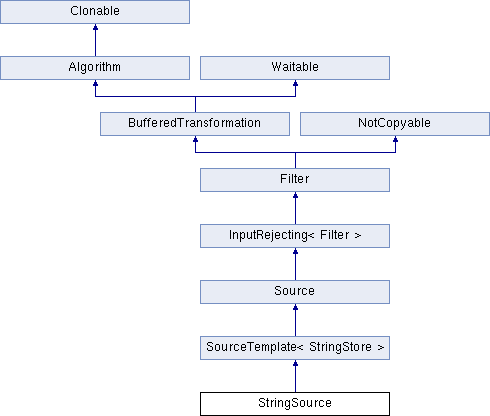 Clonable
Algorithm
Waitable
BufferedTransformation
NotCopyable
Filter
InputRejecting< Filter >
Source
SourceTemplate< StringStore >
StringSource